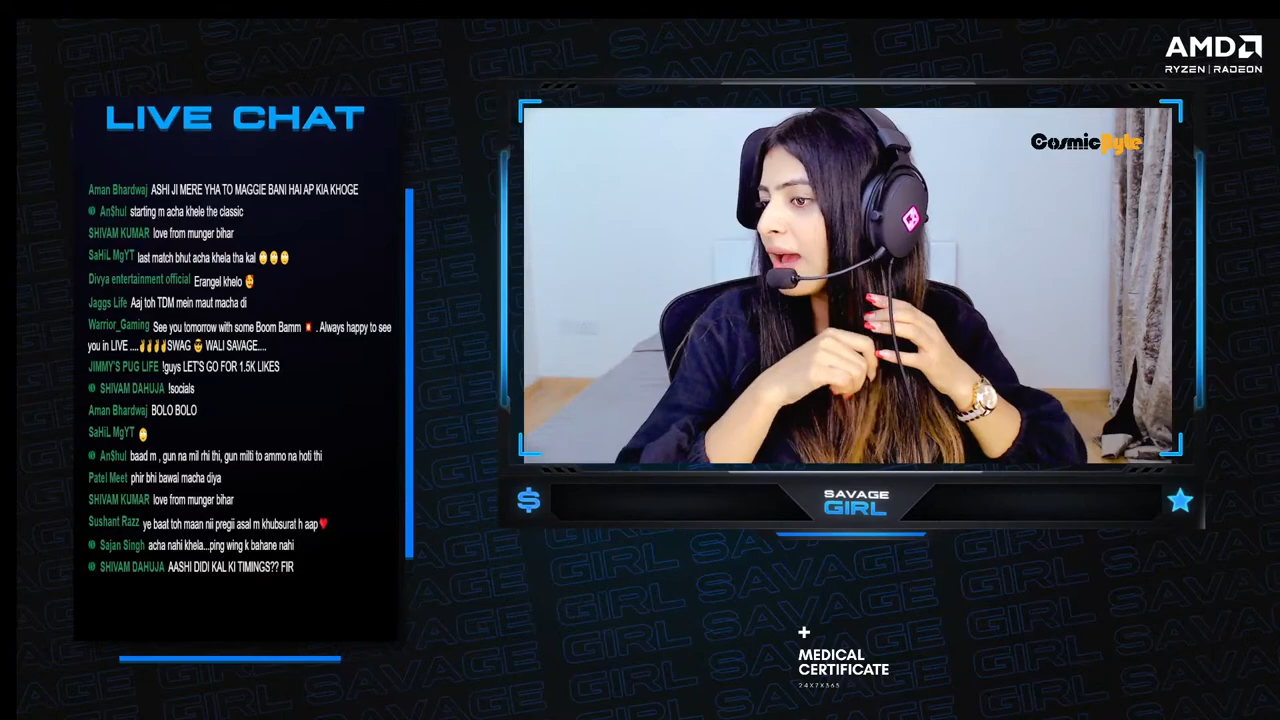 LIVE CHAT
Aman Bhardwaj ASHI JI MERE YHA TO MAGGIE BANI HAI AP KIA KHOGE
An$hul starting m acha khele the classic
SHIVAM KUMAR love from munger bihar
SaHiL MgYT last match bhut acha khela tha kal 🙄🙄🙄
Divya entertainment official Erangel khelo 🥰
Jaggs Life Aaj toh TDM mein maut macha di
Warrior_Gaming See you tomorrow with some Boom Bamm 💥 . Always happy to see
you in LIVE ....✌✌✌✌SWAG 😎 WALI SAVAGE....
JIMMY'S PUG LIFE !guys LET'S GO FOR 1.5K LIKES
SHIVAM DAHUJA !socials
Aman Bhardwaj BOLO BOLO
SaHiL MgYT 🙄
An$hul baad m , gun na mil rhi thi, gun milti to ammo na hoti thi
Patel Meet phir bhi bawal macha diya
SHIVAM KUMAR love from munger bihar
Sushant Razz ye baat toh maan nii pregii asal m khubsurat h aap♥
Sajan Singh acha nahi khela...ping wing k bahane nahi
SHIVAM DAHUJA AASHI DIDI KAL KI TIMINGS?? FIR
AMD
RYZEN | RADEON
CosmicByte
$
SAVAGE
GIRL
+
MEDICAL
CERTIFICATE
24X7X365